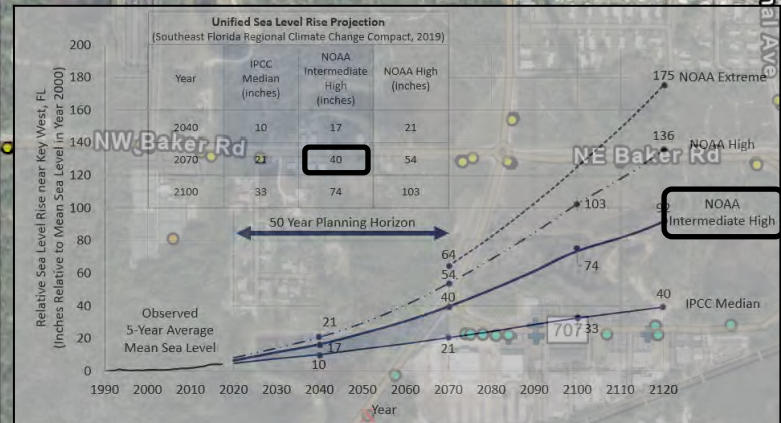 Unified Sea Level Rise Projection
(Southeast Florida Regional Climate Change Compact, 2019)
Year
IPCC
Median
(inches)
NOAA
Intermediate
High
(inches)
NOAA High
(inches)
2040 10 17 21
2070 21 40 54
2100 33 74 103
50 Year Planning Horizon
Relative Sea Level Rise near Key West, FL
(Inches Relative to Mean Sea Level in Year 2000)
200
180
160
140
120
100
80
60
40
20
0
Observed
5-Year Average
Mean Sea Level
21
17
10
64
54
40
21
103
74
33
175 NOAA Extreme
136
NOAA High
92
NOAA
Intermediate High
40
IPCC Median
1990 2000 2010 2020 2030 2040 2050 2060 2070 2080 2090 2100 2110 2120
Year
NW Baker Rd
NE Baker Rd
707
Ave